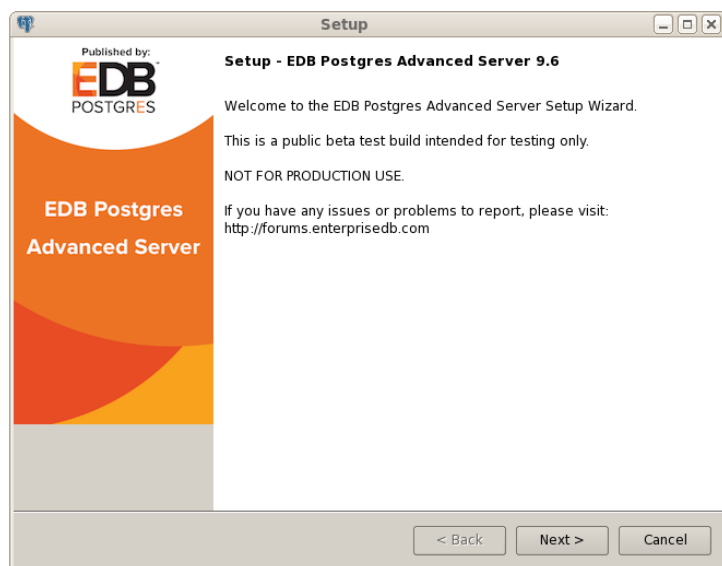 Setup
Published by:
EDB
POSTGRES
EDB Postgres
Advanced Server
Setup - EDB Postgres Advanced Server 9.6
Welcome to the EDB Postgres Advanced Server Setup Wizard.
This is a public beta test build intended for testing only.
NOT FOR PRODUCTION USE.
If you have any issues or problems to report, please visit:
http://forums.enterprisedb.com
< Back
Next >
Cancel